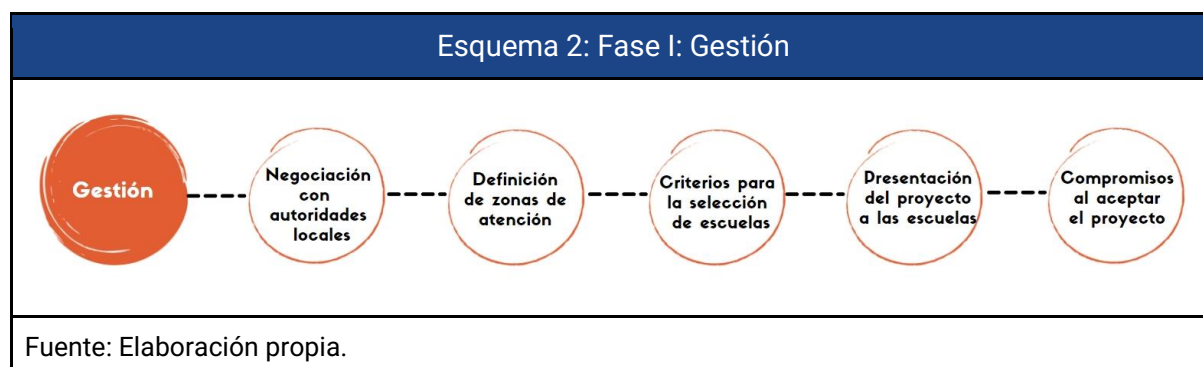 Esquema 2: Fase I: Gestión
Gestión
Negociación
con
autoridades
locales
Definición
de zonas de
atención
Criterios para
la selección
de escuelas
Dresentación
del proyecto
a las escuelas
Compromisos
al aceptar
el proyecto
Fuente: Elaboración propia.